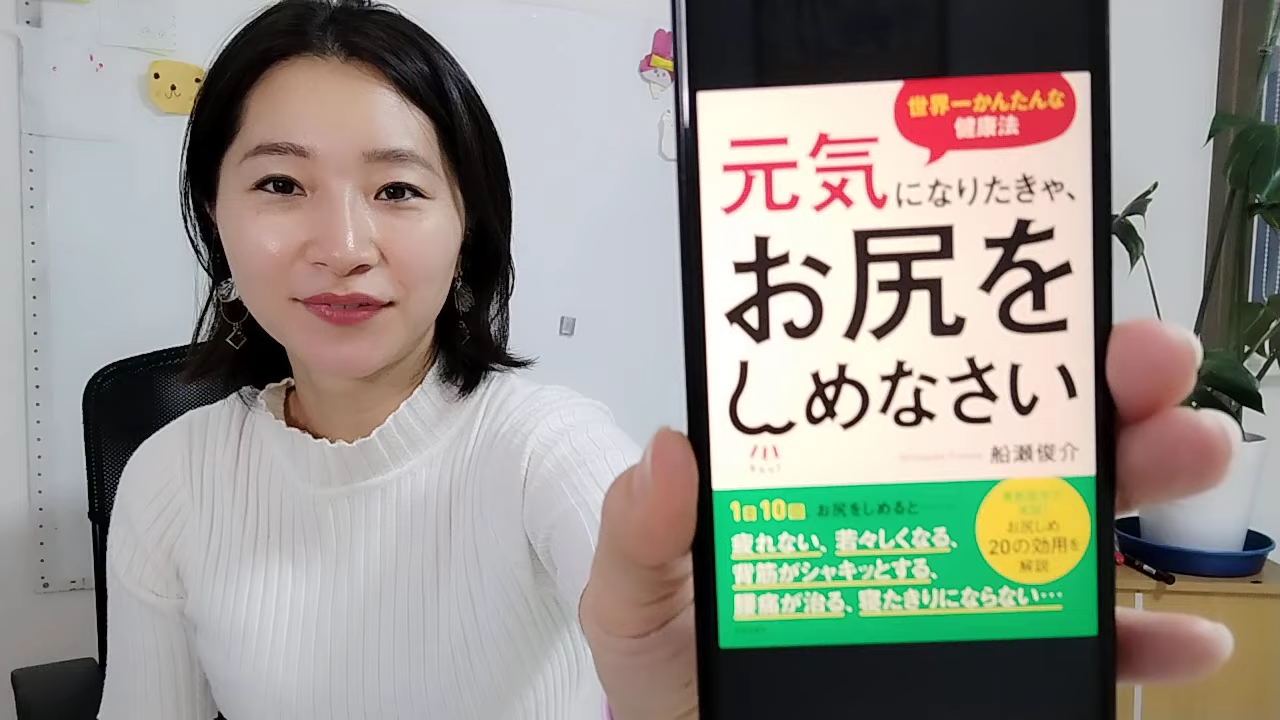 世界一かんたんな
健康法
元気になりたきゃ、
お尻を
しめなさい
船瀬俊介
1日10回 お尻をしめると
疲れない、若々しくなる、
背筋がシャキッとする、
腰痛が治る、寝たきりにならない…
お尻しめ
20の効用を
解説